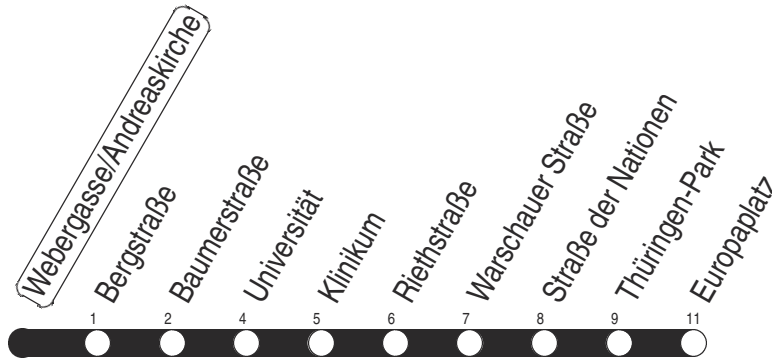 Webergasse/Andreaskirche
Bergstraße
Baumerstraße
Universität
Klinikum
Riethstraße
Warschauer Straße
Straße der Nationen
Thüringen-Park
Europaplatz
1 2 4 5 6 7 8 9 11